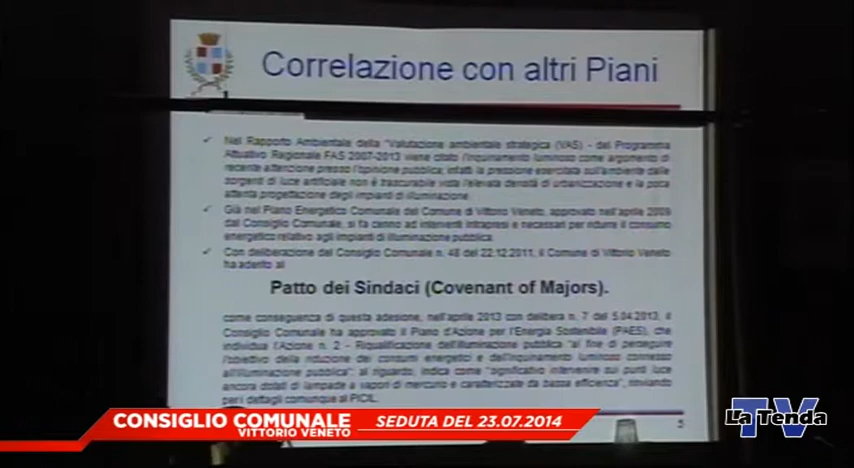 Correlazione con altri Piani
Nel Rapporto Ambientale della "Valutazione ambientale strategica (VAS) - del Programma
Attuativo Regionale FAS 2007-2013 viene citato l'inquinamento luminoso come argomento di
recente attenzione presso l'opinione pubblica; infatti la pressione esercitata sull'ambiente dalle
sorgenti di luce artificiale non è trascurabile vista l'elevata densità di urbanizzazione e la poca
attenta progettazione degli impianti di illuminazione.
Già nel Piano Energetico Comunale del Comune di Vittorio Veneto, approvato nell'aprile 2009
dal Consiglio Comunale, si fa cenno ad interventi intrapresi e necessari per ridurre il consumo
energetico relativo agli impianti di illuminazione pubblica.
Con deliberazione del Consiglio Comunale n. 48 del 22.12.2011, il Comune di Vittorio Veneto
ha aderito al
Patto dei Sindaci (Covenant of Majors).
come conseguenza di questa adesione, nell'aprile 2013 con delibera n. 7 del 5.04.2013, il
Consiglio Comunale ha approvato il Piano d'Azione per l'Energia Sostenibile (PAES), che
individua l'Azione n. 2 - Riqualificazione dell'illuminazione pubblica "al fine di perseguire
l'obiettivo della riduzione dei consumi energetici e dell'inquinamento luminoso connesso
all'illuminazione pubblica"; al riguardo, indica come "significativo intervenire sui punti luce
ancora dotati di lampade a vapori di mercurio e caratterizzate da bassa efficienza", rinviando
per i dettagli comunque al PICIL.
5
CONSIGLIO COMUNALE
VITTORIO VENETO
SEDUTA DEL 23.07.2014
La Tenda
TV